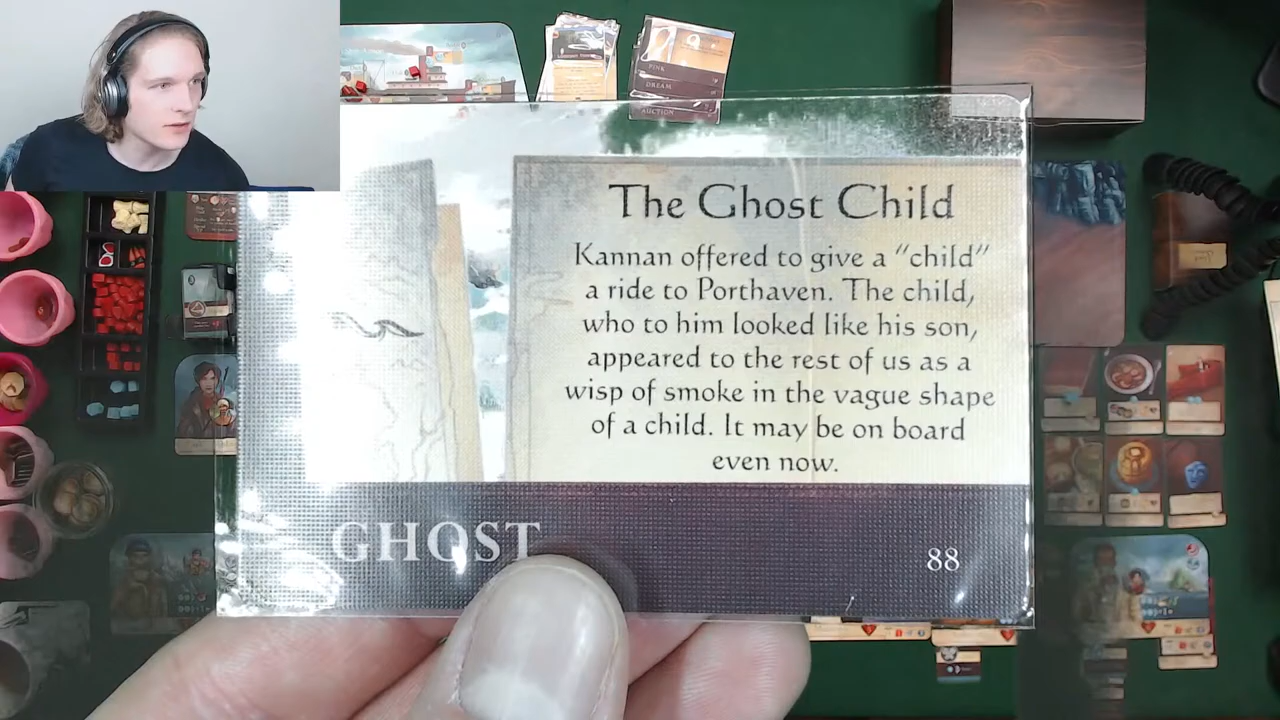 PINK
DREAM
AUCTION
The Ghost Child
Kannan offered to give a "child"
a ride to Porthaven. The child,
who to him looked like his son,
appeared to the rest of us as a
wisp of smoke in the vague shape
of a child. It may be on board
even now.
GHOST
88